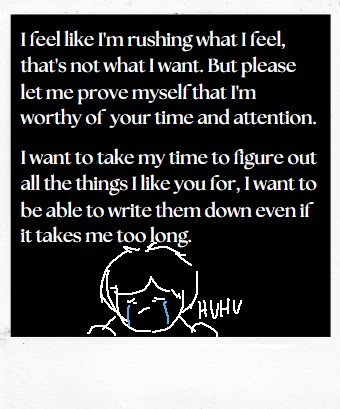 I feel like I'm rushing what I feel,
that's not what I want. But please
let me prove myself that I'm
worthy of your time and attention.
I want to take my time to figure out
all the things I like you for, I want to
be able to write them down even if
it takes me too long.
HUHU